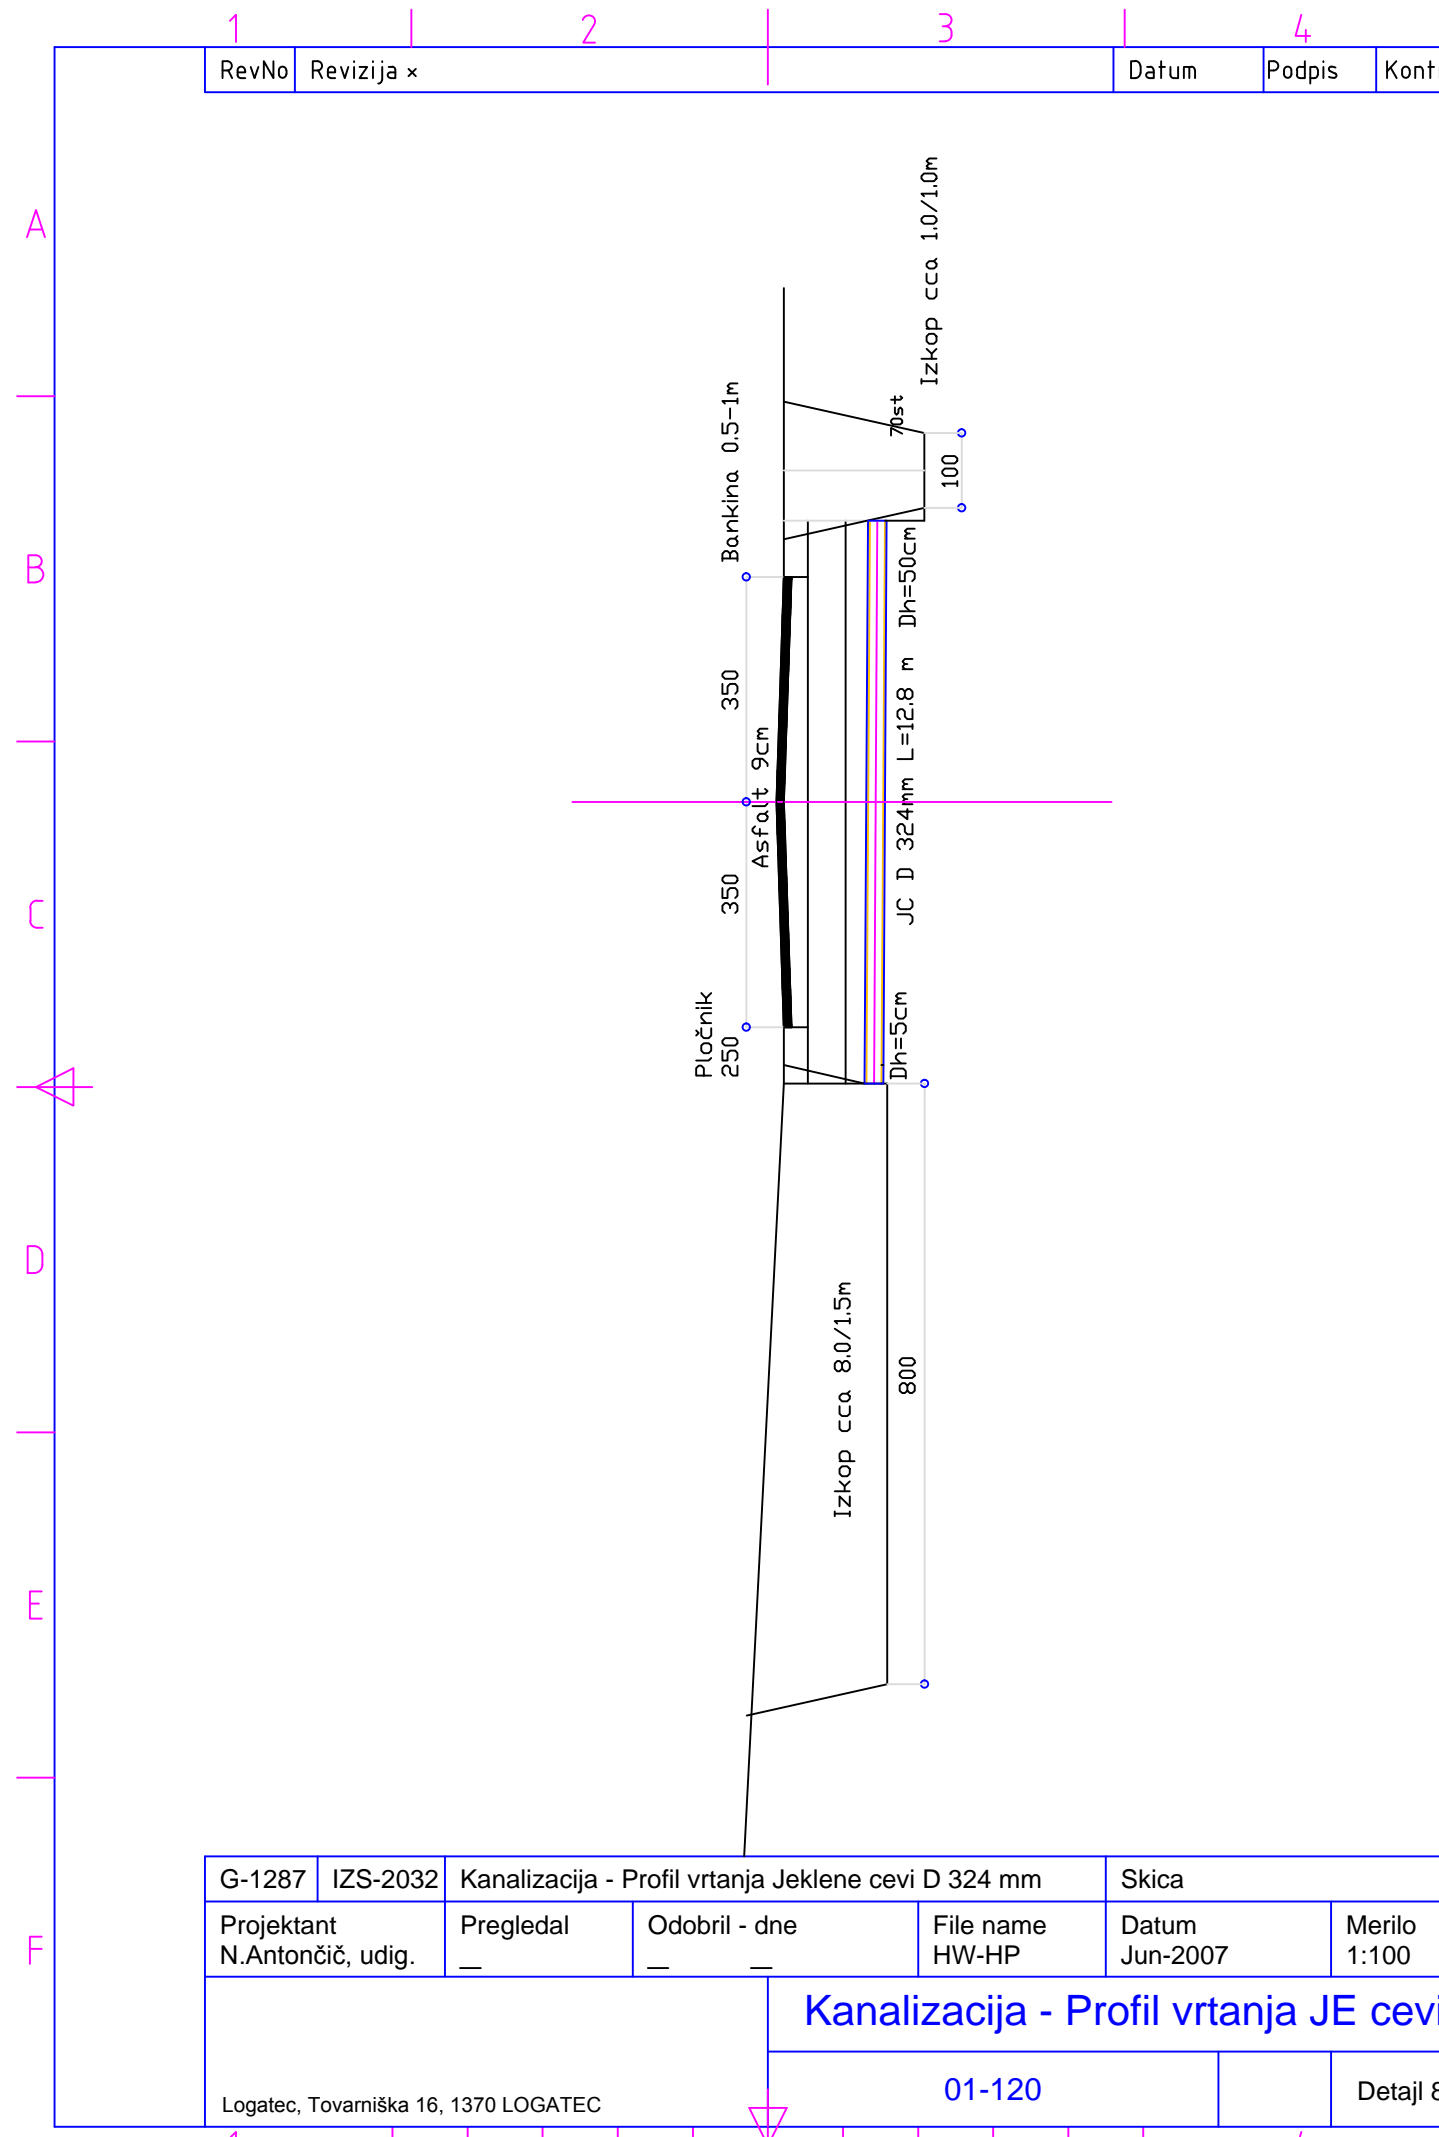 1 2 3 4
RevNo Revizija × Datum Podpis
A
B
C
D
E
F
Izkop cca 1.0/1.0m
Bankina 0.5-1m
70st
100
Dh=50cm
350
Asfalt 9cm
JC D 324mm L=12.8 m
350
Pločnik
250
Dh=5cm
Izkop cca 8.0/1.5m
800
G-1287 IZS-2032 Kanalizacija - Profil vrtanja Jeklene cevi D 324 mm Skica
Projektant Pregledal Odobril - dne File name Datum Merilo
N.Antončič, udig. _ _ _ HW-HP Jun-2007 1:100
Kanalizacija - Profil vrtanja JE cevi
01-120 Detajl
Logatec, Tovarniška 16, 1370 LOGATEC